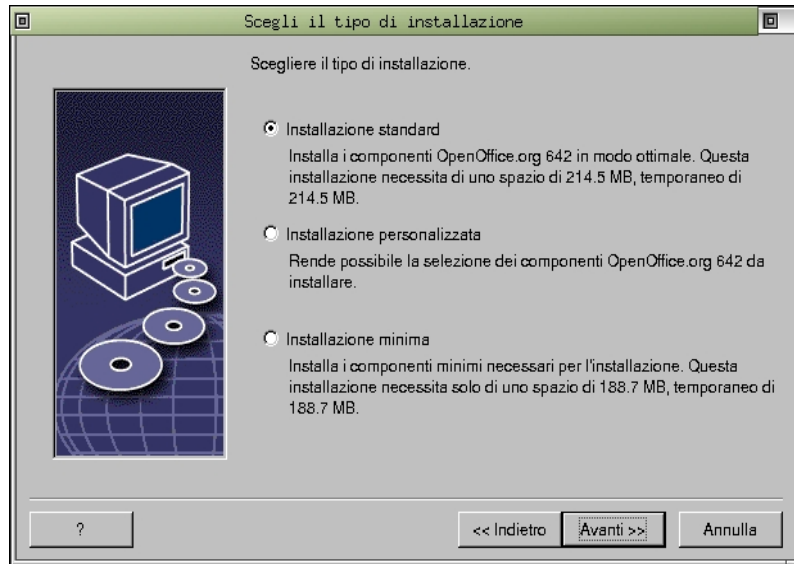 Scegli il tipo di installazione
Scegliere il tipo di installazione.
Installazione standard
Installa i componenti OpenOffice.org 642 in modo ottimale. Questa
installazione necessita di uno spazio di 214.5 MB, temporaneo di
214.5 MB.
Installazione personalizzata
Rende possibile la selezione dei componenti OpenOffice.org 642 da
installare.
Installazione minima
Installa i componenti minimi necessari per l'installazione. Questa
installazione necessita solo di uno spazio di 188.7 MB, temporaneo di
188.7 MB.
? << Indietro Avanti >> Annulla